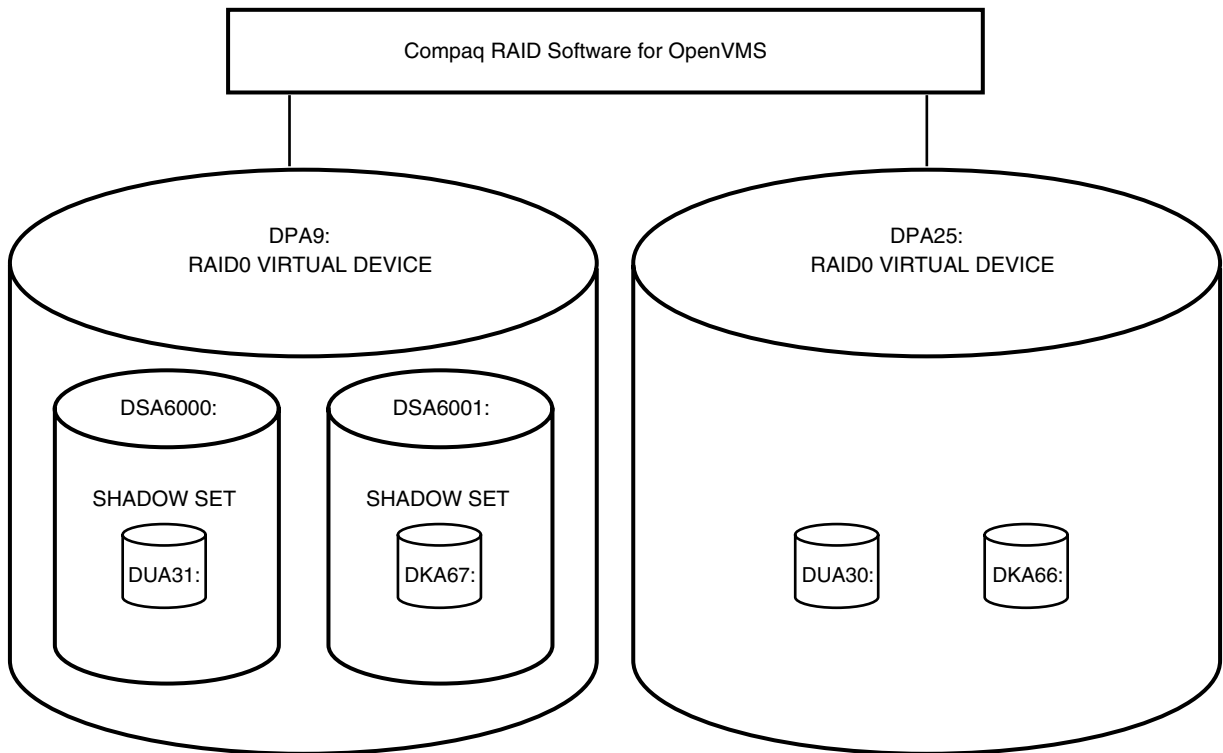 Compaq RAID Software for OpenVMS
DPA9:
RAID0 VIRTUAL DEVICE
DSA6000:
SHADOW SET
DUA31:
DSA6001:
SHADOW SET
DKA67:
DPA25:
RAID0 VIRTUAL DEVICE
DUA30:
DKA66: